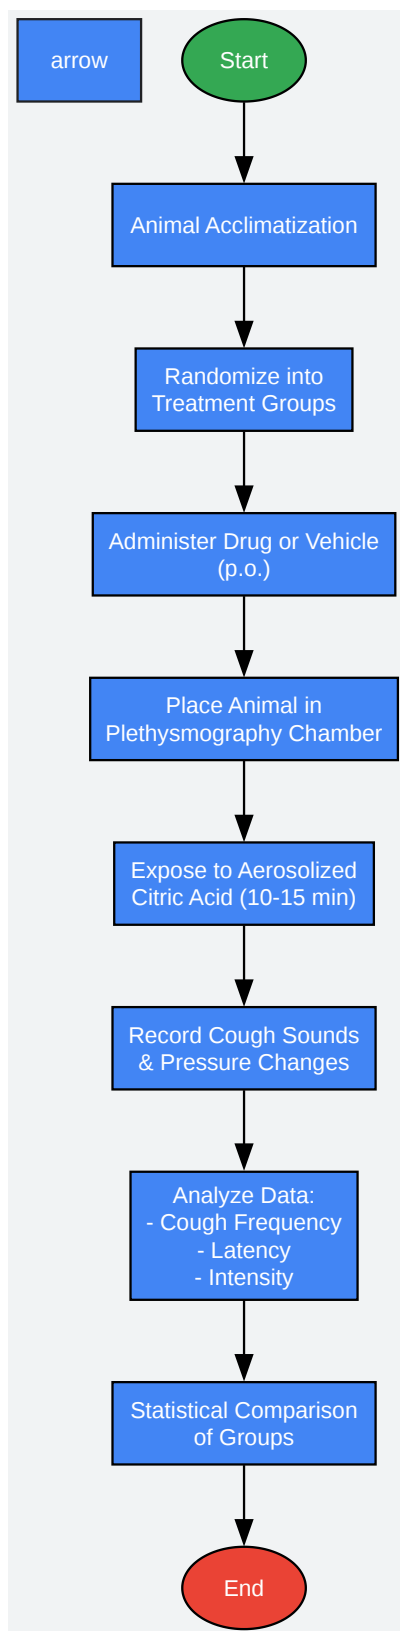 arrow
Start
Animal Acclimatization
Randomize into
Treatment Groups
Administer Drug or Vehicle
(p.o.)
Place Animal in
Plethysmography Chamber
Expose to Aerosolized
Citric Acid (10-15 min)
Record Cough Sounds
& Pressure Changes
Analyze Data:
- Cough Frequency
- Latency
- Intensity
Statistical Comparison
of Groups
End